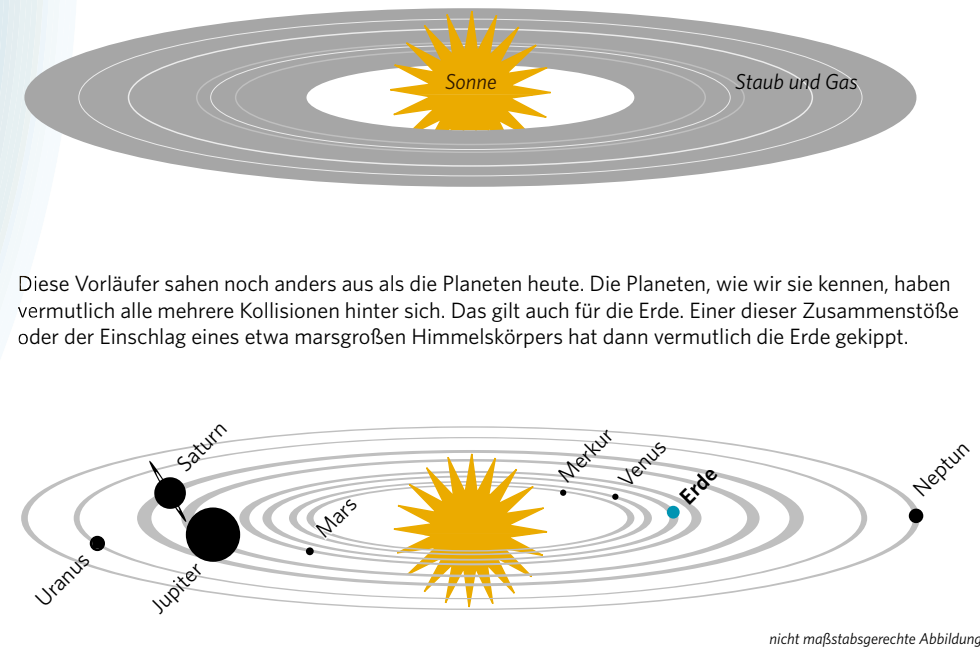 Sonne
Staub und Gas
Diese Vorläufer sahen noch anders aus als die Planeten heute. Die Planeten, wie wir sie kennen, haben
vermutlich alle mehrere Kollisionen hinter sich. Das gilt auch für die Erde. Einer dieser Zusammenstöße
oder der Einschlag eines etwa marsgroßen Himmelskörpers hat dann vermutlich die Erde gekippt.
Saturn
Merkur
Venus
Erde
Neptun
Mars
Uranus
Jupiter
nicht maßstabsgerechte Abbildung